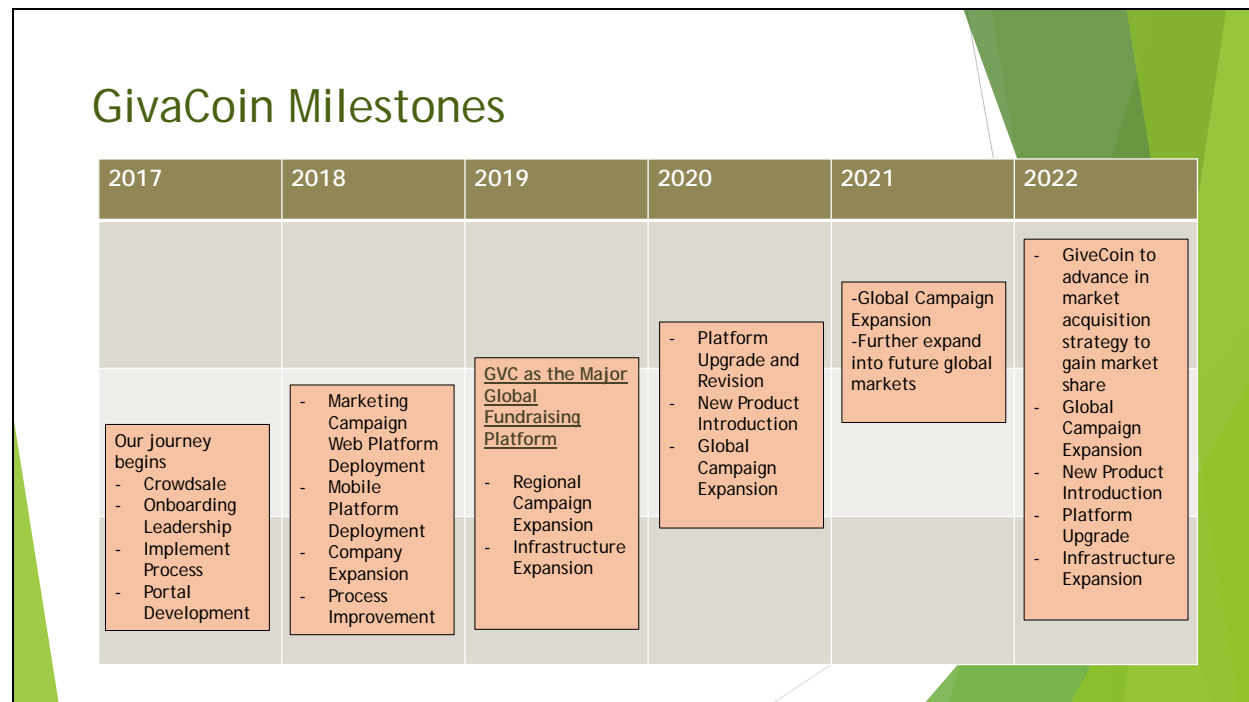 GivaCoin Milestones
2017
2018
2019
2020
2021
2022
Our journey
begins
- Crowdsale
- Onboarding
Leadership
- Implement
Process
- Portal
Development
- Marketing
Campaign
Web Platform
Deployment
- Mobile
Platform
Deployment
- Company
Expansion
- Process
Improvement
GVC as the Major
Global
Fundraising
Platform
- Regional
Campaign
Expansion
- Infrastructure
Expansion
- Platform
Upgrade and
Revision
- New Product
Introduction
- Global
Campaign
Expansion
-Global Campaign
Expansion
-Further expand
into future global
markets
- GiveCoin to
advance in
market
acquisition
strategy to
gain market
share
- Global
Campaign
Expansion
- New Product
Introduction
- Platform
Upgrade
- Infrastructure
Expansion